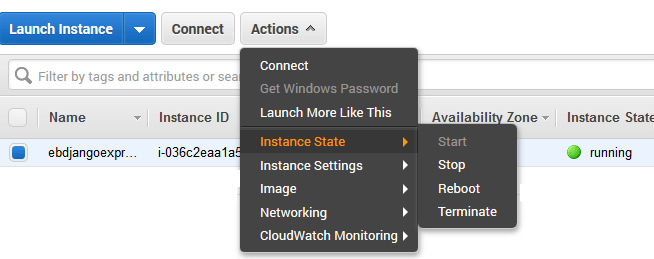 Launch Instance
Connect
Actions
Connect
Get Windows Password
Launch More Like This
Instance State
Instance Settings
Image
Networking
CloudWatch Monitoring
Start
Stop
Reboot
Terminate
Filter by tags and attributes or sea
Name Instance ID Availability Zone Instance State
ebdjangoexpr... i-036c2eaa1a5 running